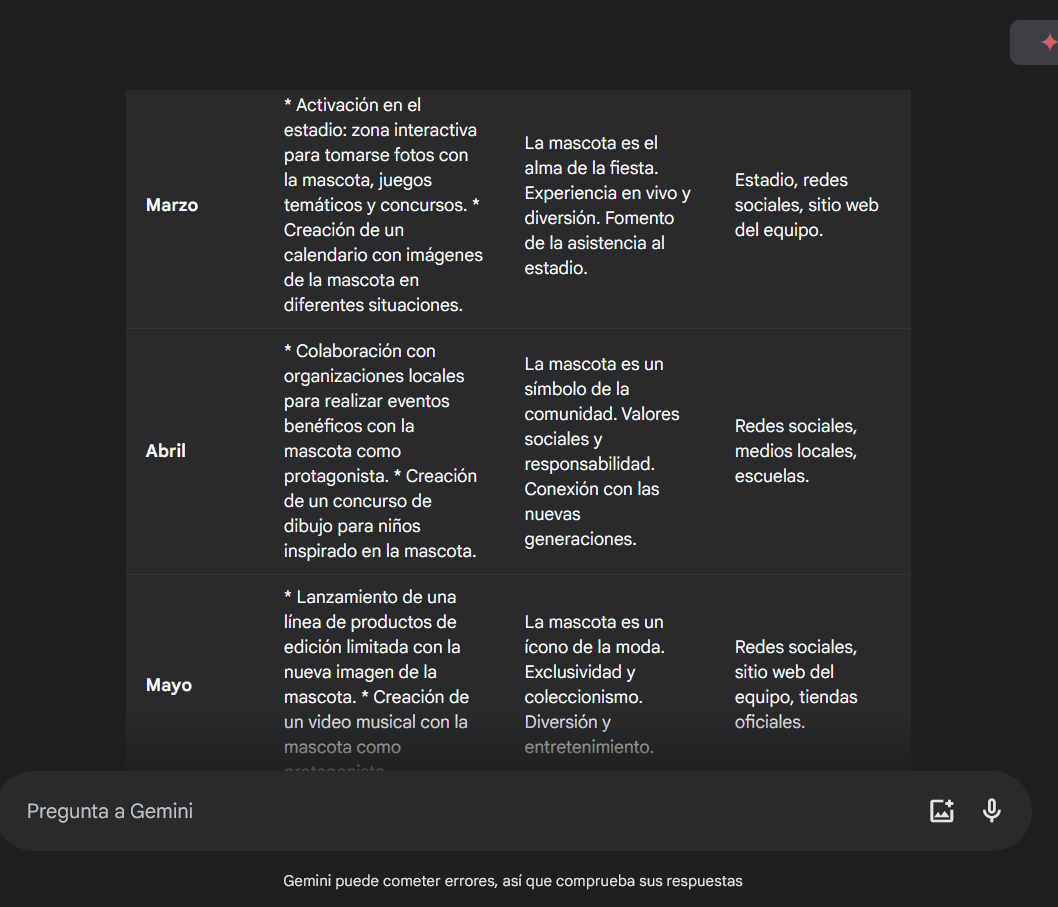 Marzo
* Activación en el
estadio: zona interactiva
para tomarse fotos con
la mascota, juegos
temáticos y concursos. *
Creación de un
calendario con imágenes
de la mascota en
diferentes situaciones.
La mascota es el
alma de la fiesta.
Experiencia en vivo y
diversión. Fomento
de la asistencia al
estadio.
Estadio, redes
sociales, sitio web
del equipo.
Abril
* Colaboración con
organizaciones locales
para realizar eventos
benéficos con la
mascota como
protagonista. * Creación
de un concurso de
dibujo para niños
inspirado en la mascota.
La mascota es un
símbolo de la
comunidad. Valores
sociales y
responsabilidad.
Conexión con las
nuevas
generaciones.
Redes sociales,
medios locales,
escuelas.
Mayo
* Lanzamiento de una
línea de productos de
edición limitada con la
nueva imagen de la
mascota. * Creación de
un video musical con la
mascota como
La mascota es un
ícono de la moda.
Exclusividad y
coleccionismo.
Diversión y
entretenimiento.
Redes sociales,
sitio web del
equipo, tiendas
oficiales.
Pregunta a Gemini
Gemini puede cometer errores, así que comprueba sus respuestas